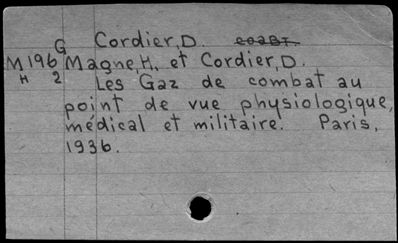 G Cordier, D.
M196 Magne, H. et Cordier, D.
H 2 Les Gaz de combat au
point de vue physiologique,
médical et militaire. Paris,
1936.